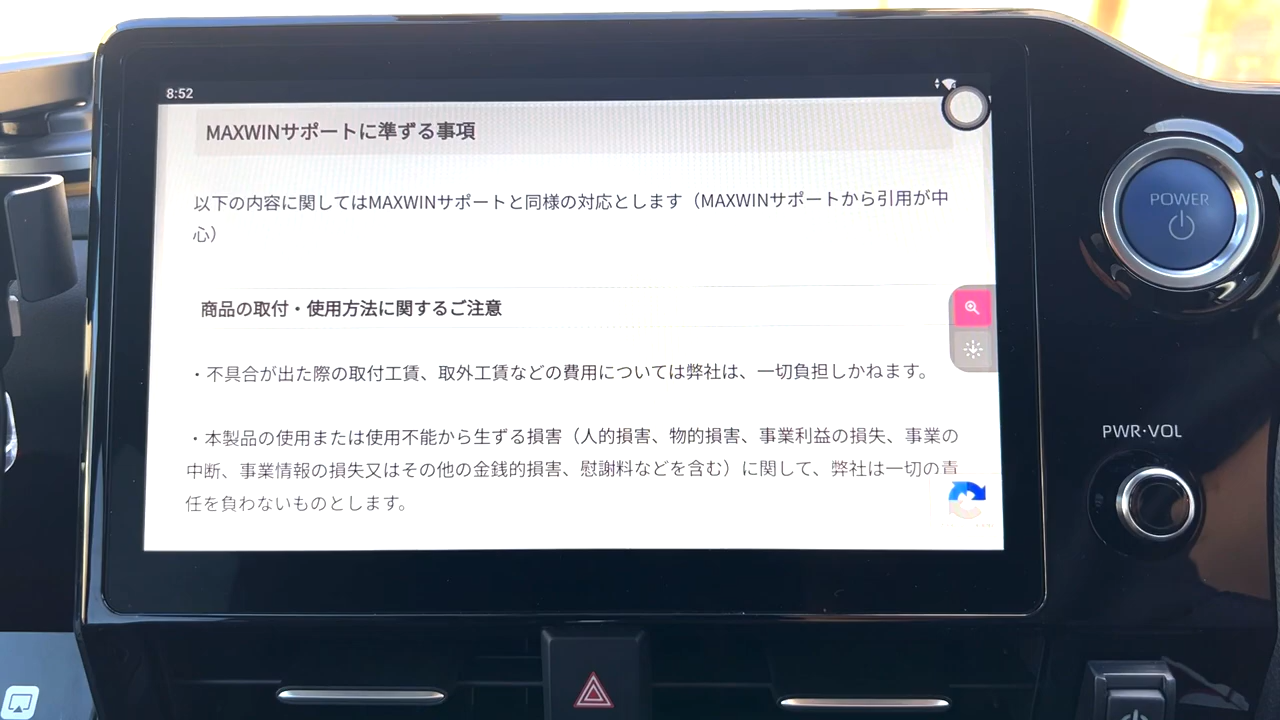 8:52
MAXWINサポートに準ずる事項
以下の内容に関してはMAXWINサポートと同様の対応とします（MAXWINサポートから引用が中
心）
商品の取付・使用方法に関するご注意
・不具合が出た際の取付工賃、取外工賃などの費用については弊社は、一切負担しかねます。
・本製品の使用または使用不能から生ずる損害（人的損害、物的損害、事業利益の損失、事業の
中断、事業情報の損失又はその他の金銭的損害、慰謝料などを含む）に関して、弊社は一切の責
任を負わないものとします。
POWER
PWR·VOL